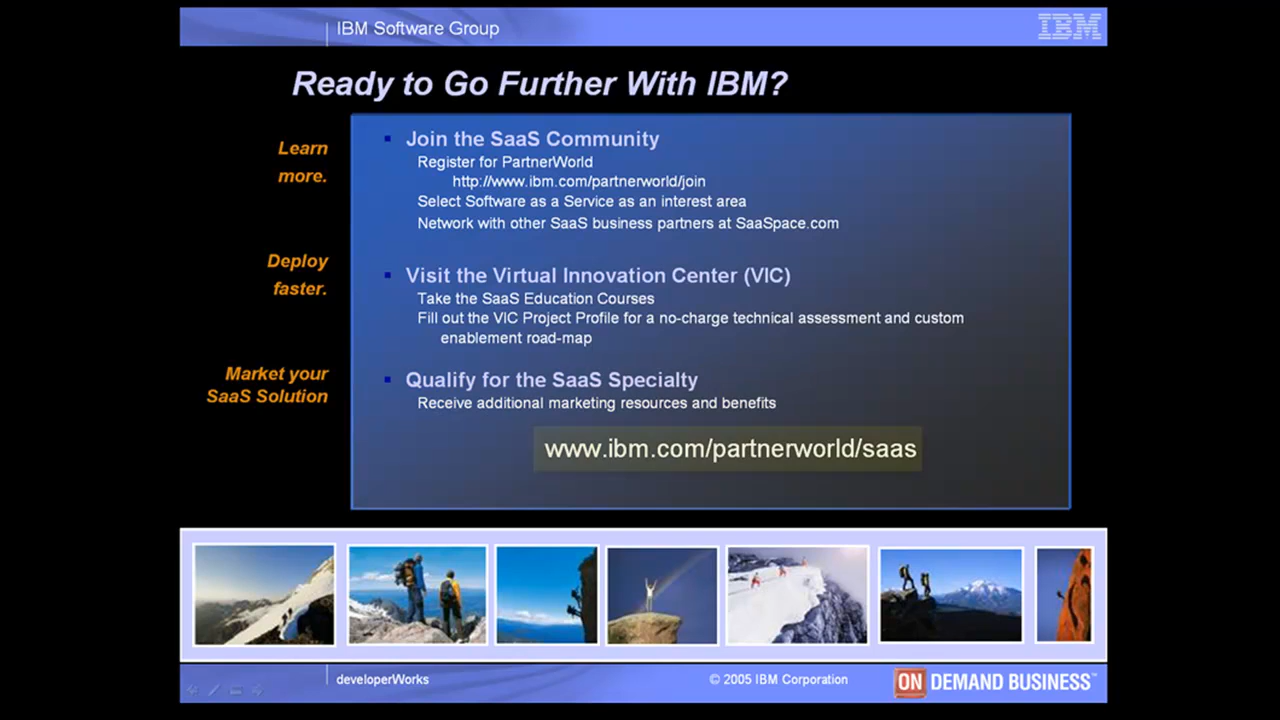 IBM Software Group
IBM
Ready to Go Further With IBM?
Learn
more.
Join the SaaS Community
Register for PartnerWorld
http://www.ibm.com/partnerworld/join
Select Software as a Service as an interest area
Network with other SaaS business partners at SaaSpace.com
Deploy
faster.
Visit the Virtual Innovation Center (VIC)
Take the SaaS Education Courses
Fill out the VIC Project Profile for a no-charge technical assessment and custom
enablement road-map
Market your
SaaS Solution
Qualify for the SaaS Specialty
Receive additional marketing resources and benefits
www.ibm.com/partnerworld/saas
developerWorks
© 2005 IBM Corporation
ON DEMAND BUSINESS™